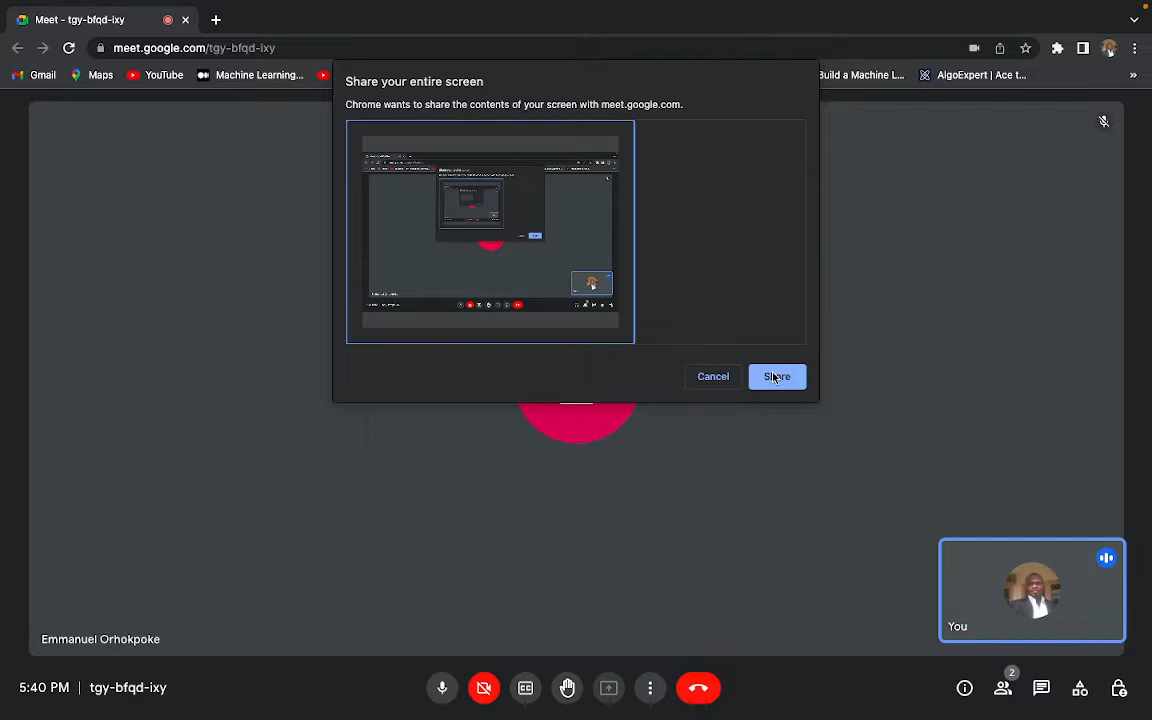 Meet - tgy-bfqd-ixy
meet.google.com/tgy-bfqd-ixy
Gmail
Maps
YouTube
Machine Learning...
Build a Machine L...
AlgoExpert | Ace t...
»
Share your entire screen
Chrome wants to share the contents of your screen with meet.google.com.
Cancel
You
Emmanuel Orhokpoke
5:40 PM | tgy-bfqd-ixy
2